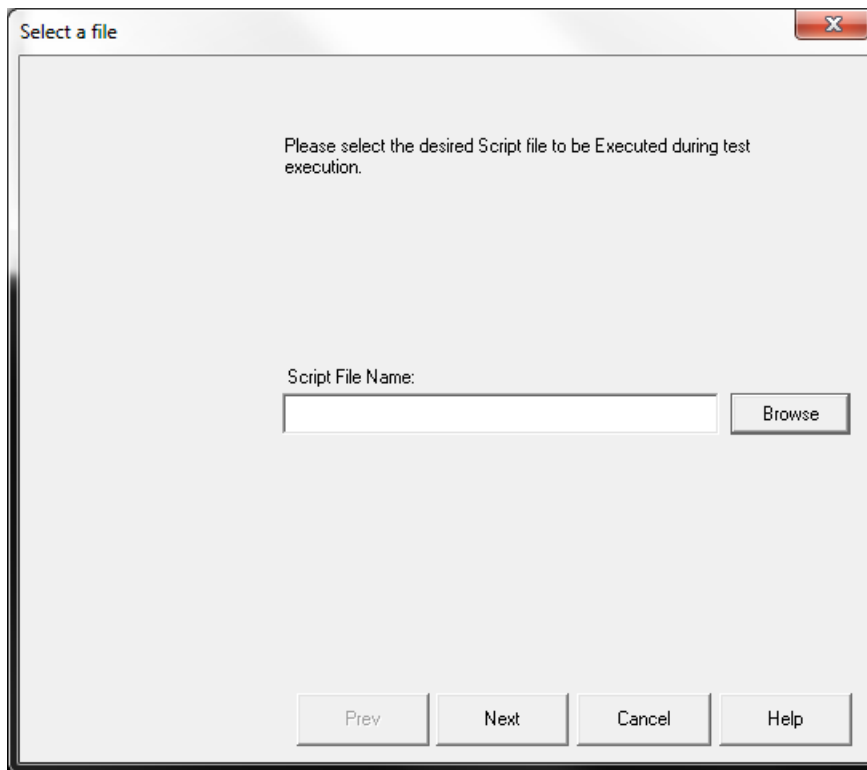 Select a file
Please select the desired Script file to be Executed during test
execution.
Script File Name:
Browse
Prev
Next
Cancel
Help